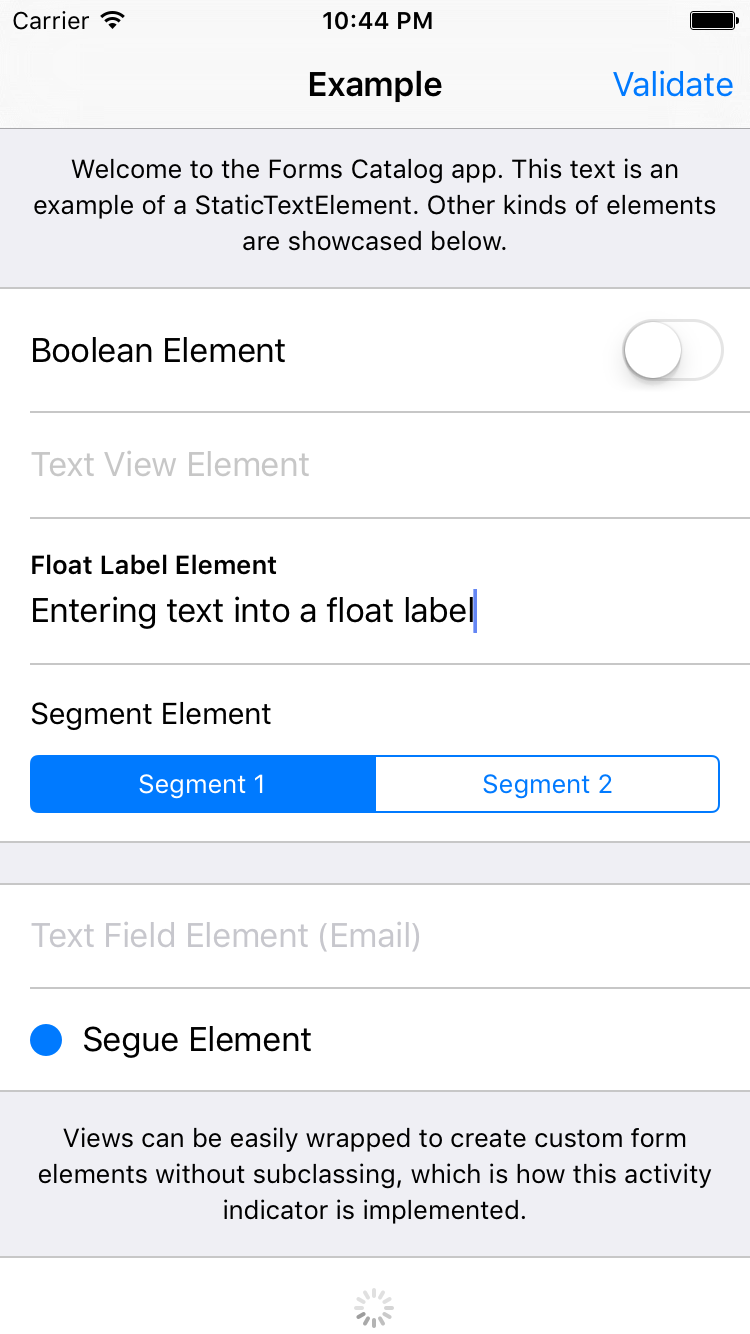 Carrier 10:44 PM
Example Validate
Welcome to the Forms Catalog app. This text is an
example of a StaticTextElement. Other kinds of elements
are showcased below.
Boolean Element
Text View Element
Float Label Element
Entering text into a float label
Segment Element
Segment 1 Segment 2
Text Field Element (Email)
Segue Element
Views can be easily wrapped to create custom form
elements without subclassing, which is how this activity
indicator is implemented.